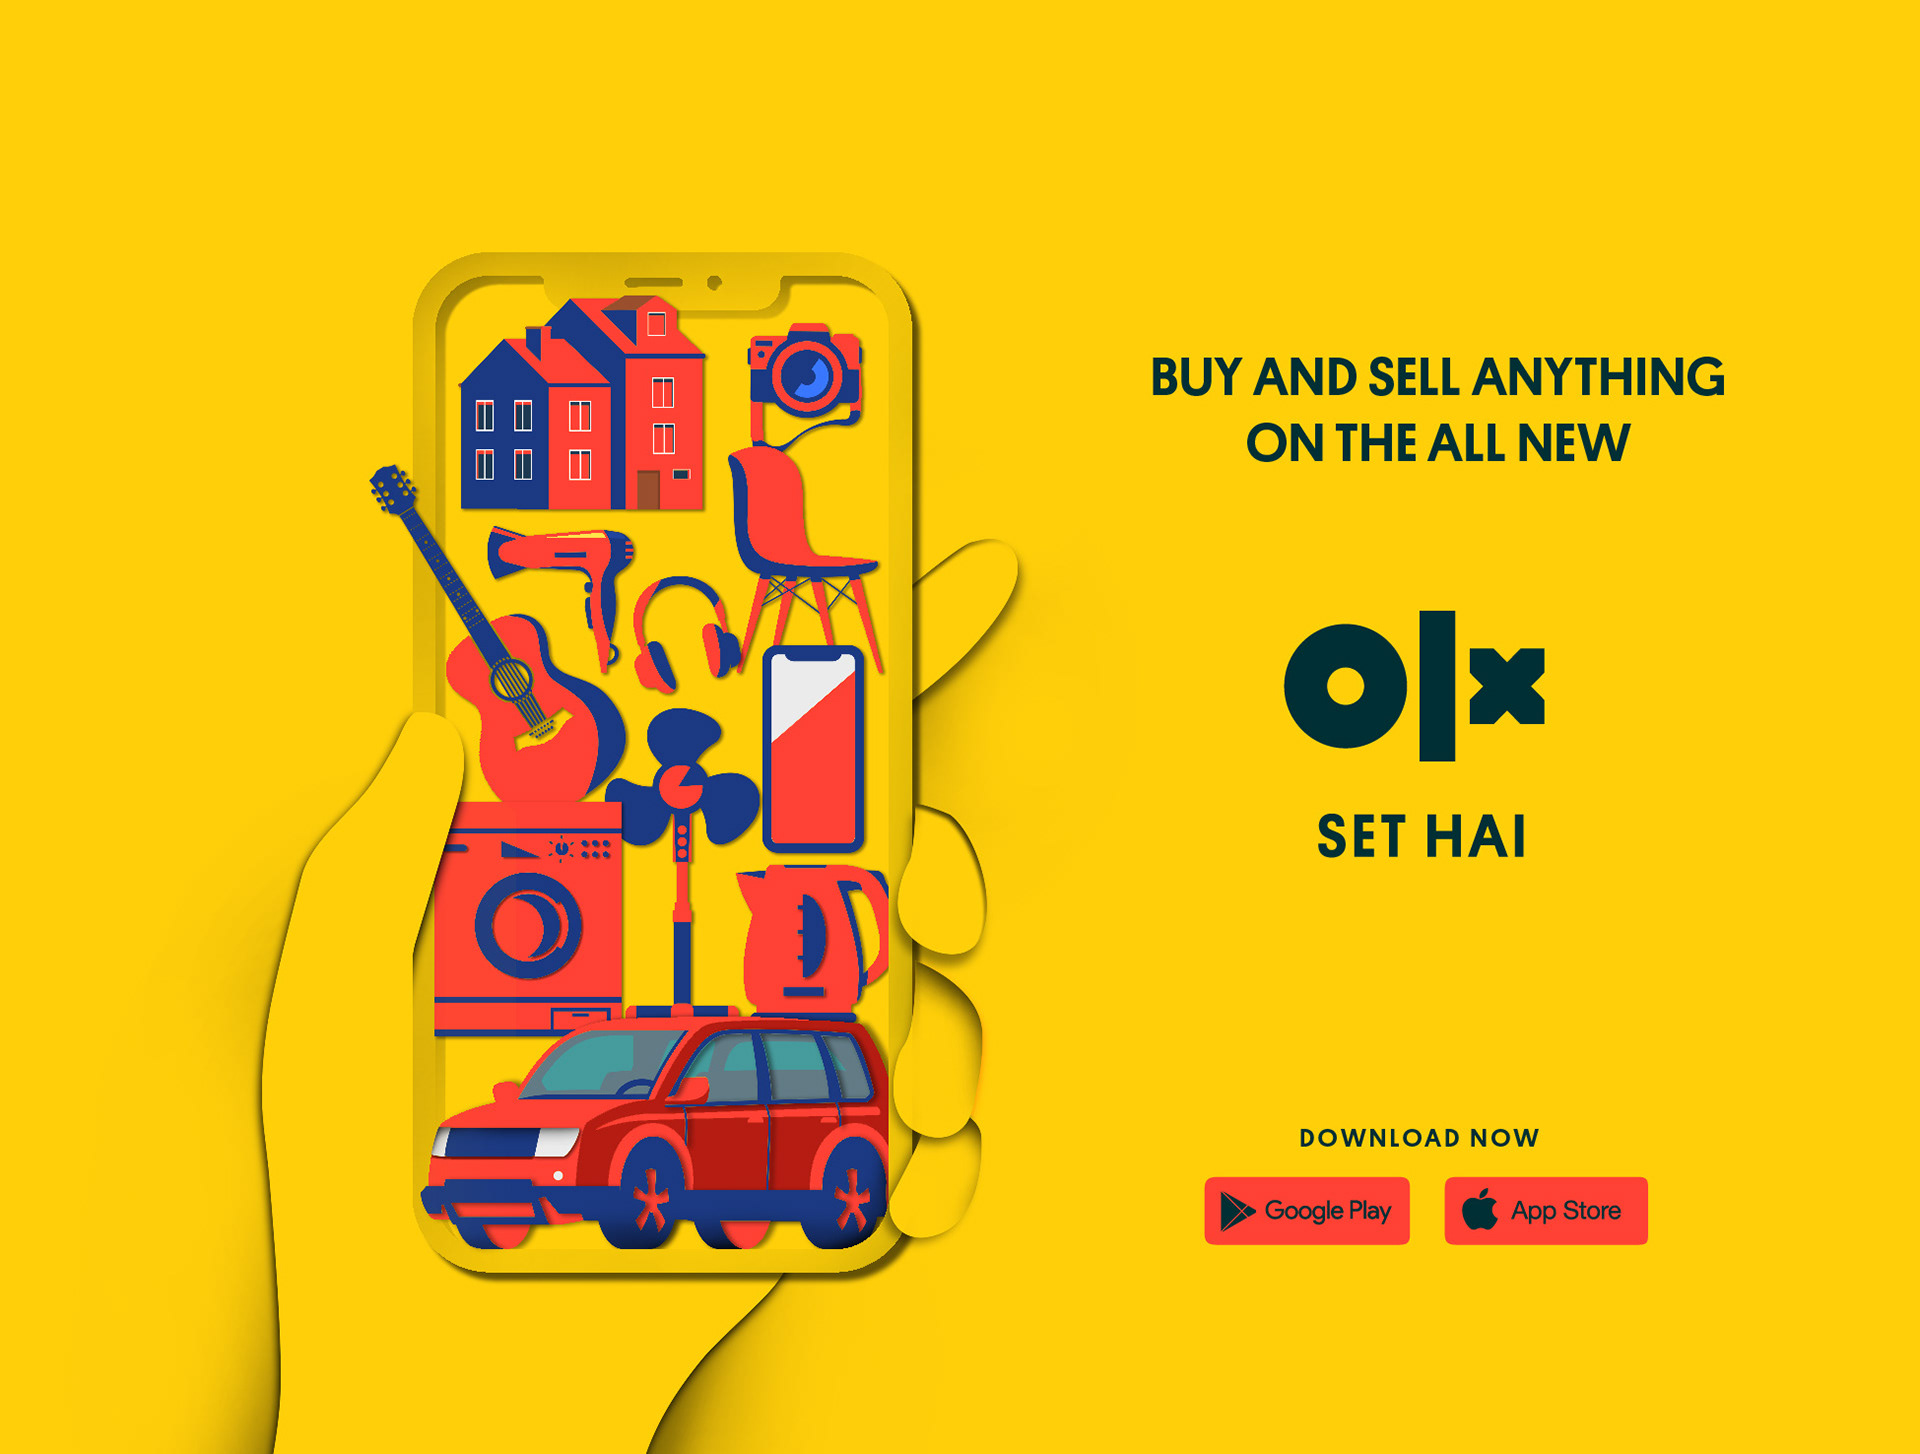 BUY AND SELL ANYTHING
ON THE ALL NEW
olx
SET HAI
DOWNLOAD NOW
Google Play
App Store